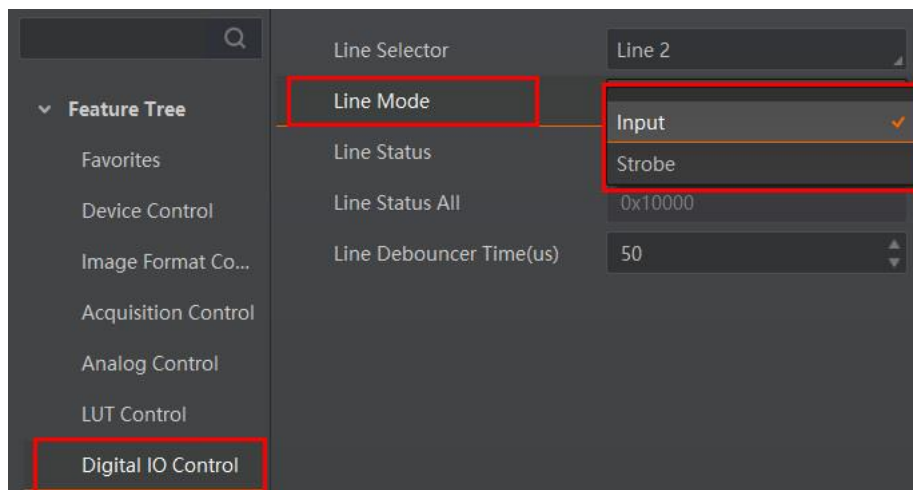 Feature Tree
Favorites
Device Control
Image Format Co...
Acquisition Control
Analog Control
LUT Control
Digital IO Control
Line Selector
Line 2
Line Mode
Input
Strobe
Line Status
Line Status All
0x10000
Line Debouncer Time(us)
50